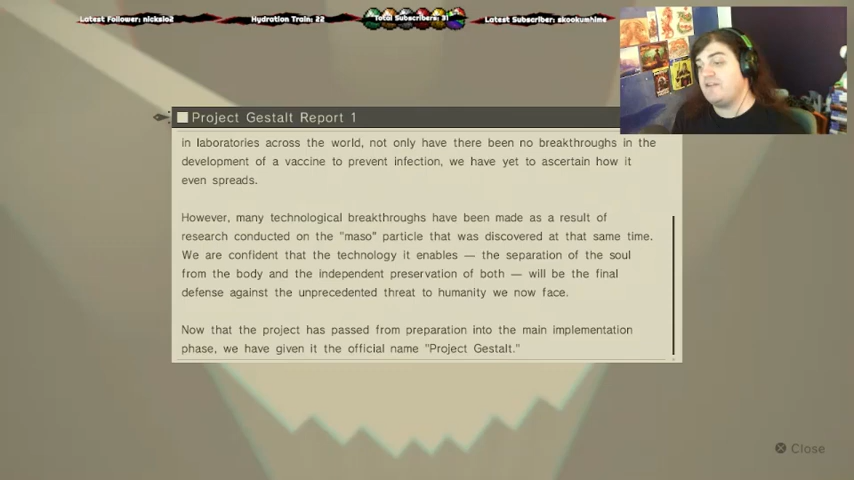 Latest Follower: nickslo2
Hydration Train: 22
Total Subscribers: 31
Latest Subscriber: skookumhime
Project Gestalt Report 1
in laboratories across the world, not only have there been no breakthroughs in the
development of a vaccine to prevent infection, we have yet to ascertain how it
even spreads.
However, many technological breakthroughs have been made as a result of
research conducted on the "maso" particle that was discovered at that same time.
We are confident that the technology it enables — the separation of the soul
from the body and the independent preservation of both — will be the final
defense against the unprecedented threat to humanity we now face.
Now that the project has passed from preparation into the main implementation
phase, we have given it the official name "Project Gestalt."
Close